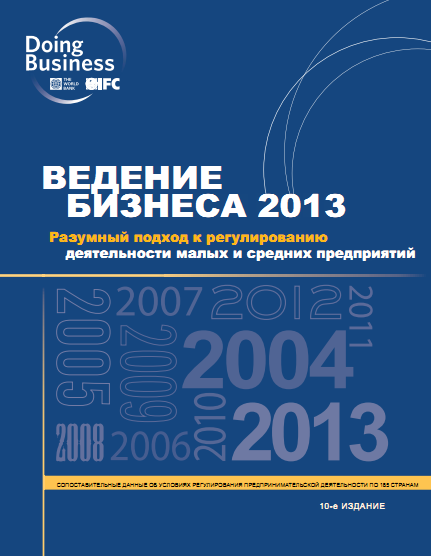 Doing
Business
THE WORLD BANK
IFC
ВЕДЕНИЕ
БИЗНЕСА 2013
Разумный подход к регулированию
деятельности малых и средних предприятий
2005
2007
2012
2011
2009
2004
2008
2006
2010
2013
СОПОСТАВИТЕЛЬНЫЕ ДАННЫЕ ОБ УСЛОВИЯХ РЕГУЛИРОВАНИЯ ПРЕДПРИНИМАТЕЛЬСКОЙ ДЕЯТЕЛЬНОСТИ ПО 185 СТРАНАМ
10-е ИЗДАНИЕ